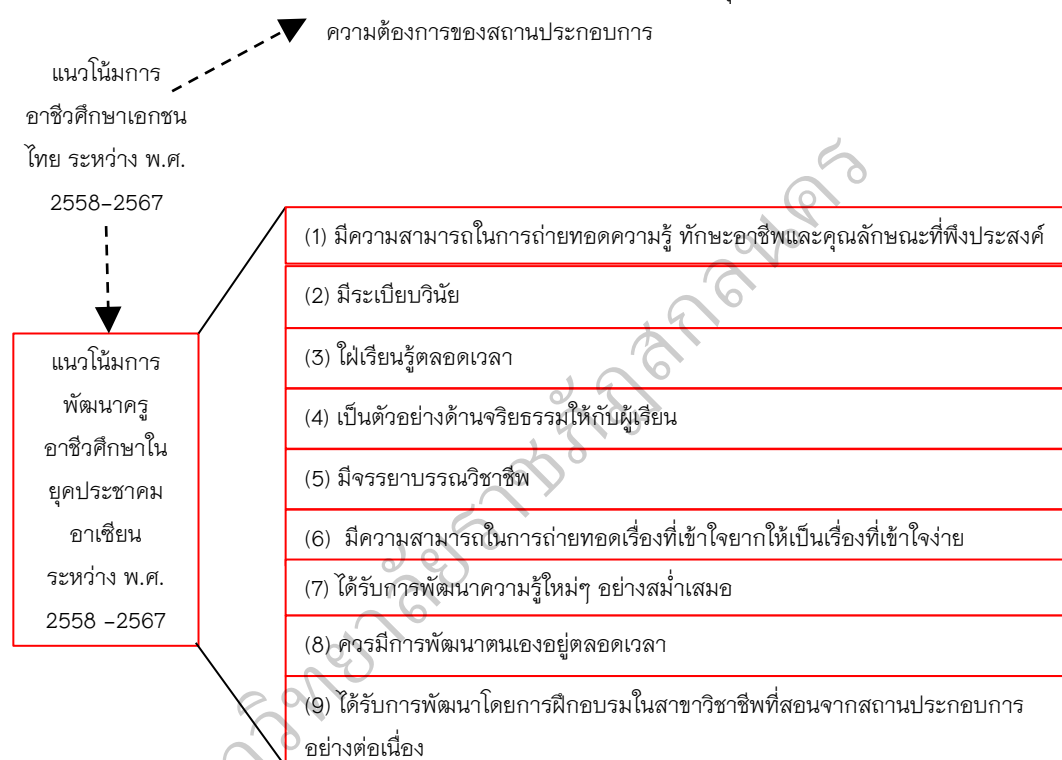 ความต้องการของสถานประกอบการ
แนวโน้มการ
อาชีวศึกษาเอกชน
ไทย ระหว่าง พ.ศ.
2558-2567
(1) มีความสามารถในการถ่ายทอดความรู้ ทักษะอาชีพและคุณลักษณะที่พึงประสงค์
(2) มีระเบียบวินัย
(3) ใฝ่เรียนรู้ตลอดเวลา
(4) เป็นตัวอย่างด้านจริยธรรมให้กับผู้เรียน
(5) มีจรรยาบรรณวิชาชีพ
(6) มีความสามารถในการถ่ายทอดเรื่องที่เข้าใจยากให้เป็นเรื่องที่เข้าใจง่าย
(7) ได้รับการพัฒนาความรู้ใหม่ๆ อย่างสม่ำเสมอ
(8) ควรมีการพัฒนาตนเองอยู่ตลอดเวลา
(9) ได้รับการพัฒนาโดยการฝึกอบรมในสาขาวิชาชีพที่สอนจากสถานประกอบการ
อย่างต่อเนื่อง
แนวโน้มการ
พัฒนาครู
อาชีวศึกษาใน
ยุคประชาคม
อาเซียน
ระหว่าง พ.ศ.
2558 -2567
วิทยาลัยราชภัฏสกลนคร